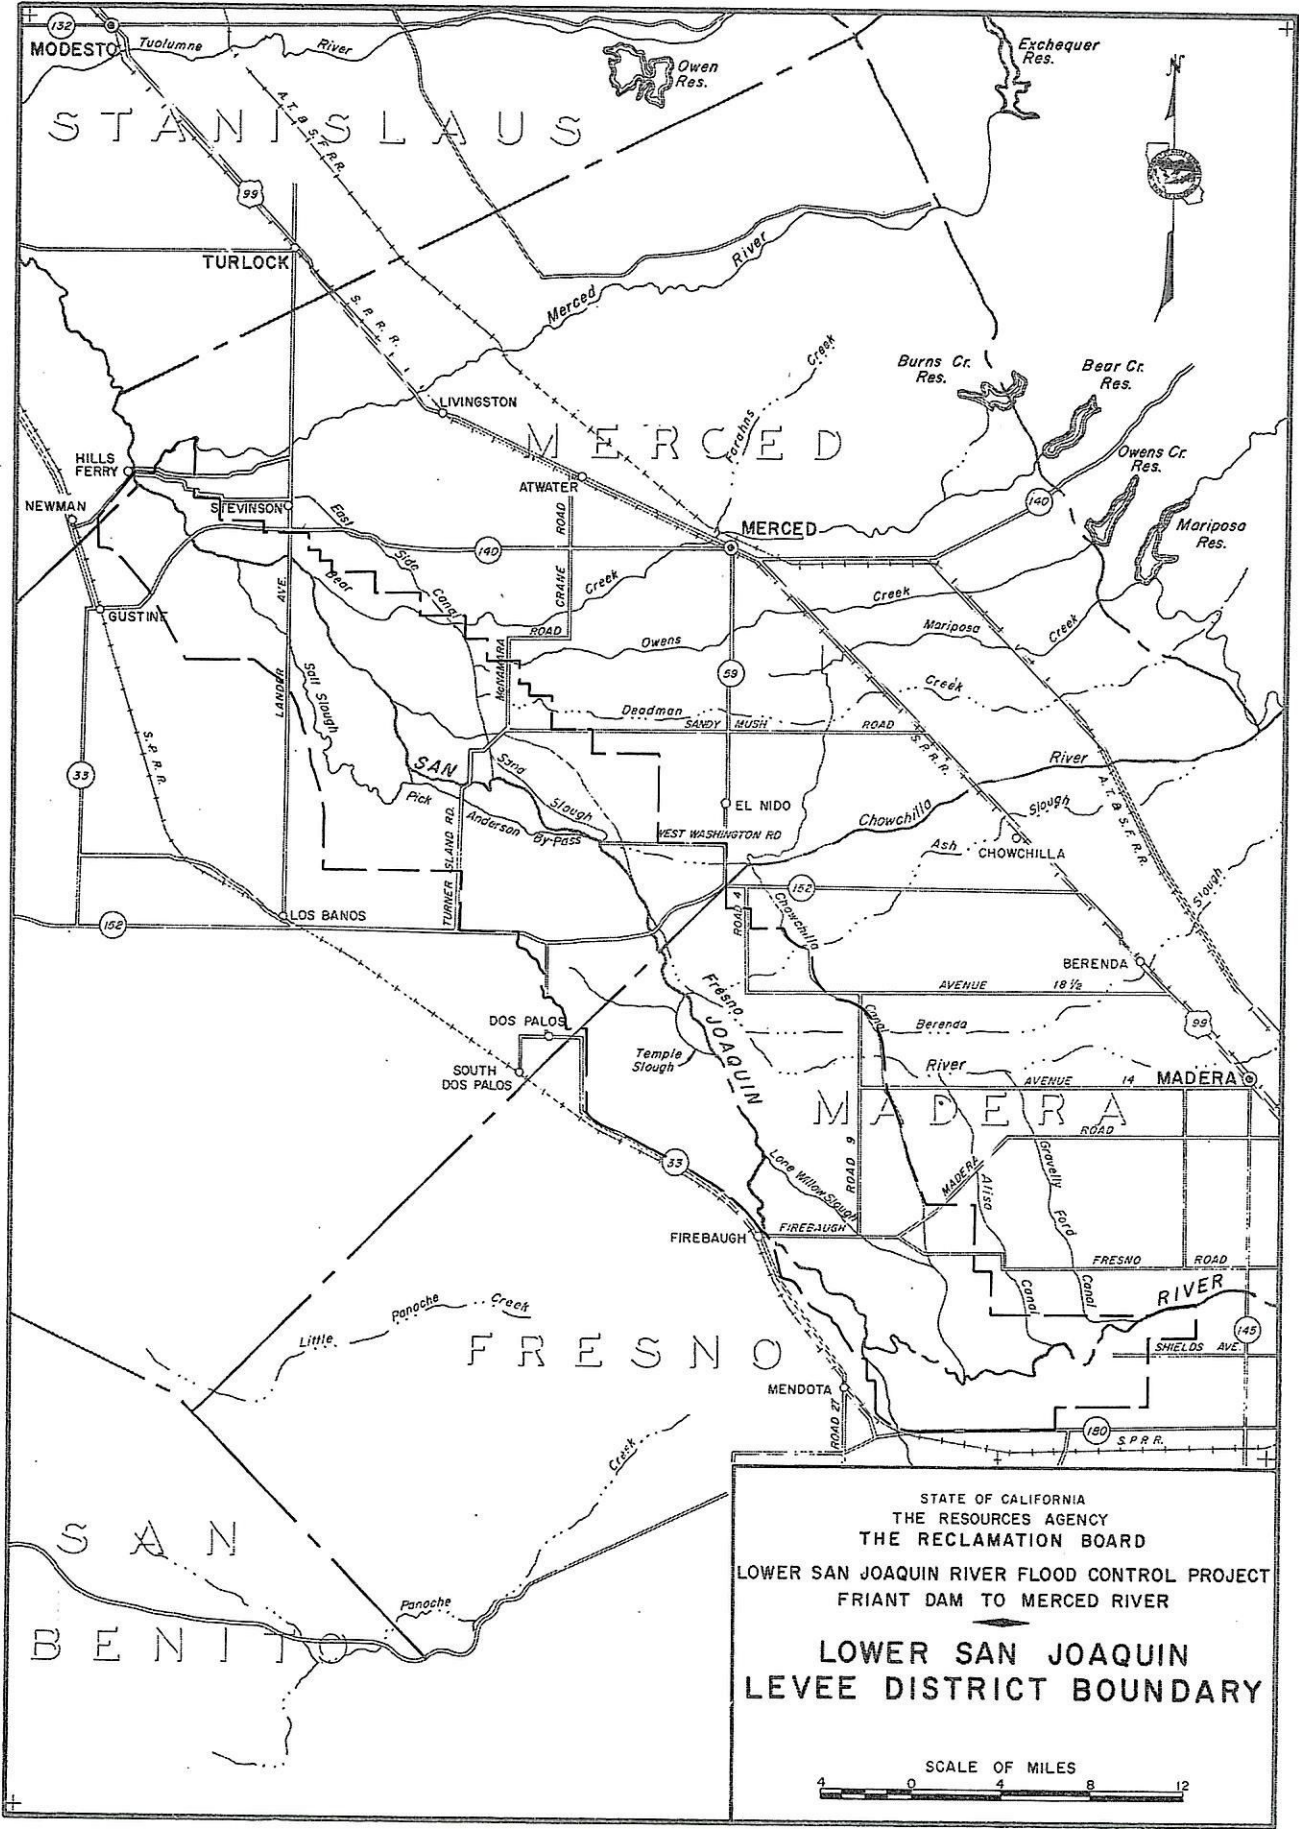 132
MODESTO
Tuolumne River
Owen
Res.
Exchequer
Res.
N
STANISLAUS
A. T. & S. F. R.R.
99
TURLOCK
S. P. R. R.
Merced River
Burns Cr.
Res.
Bear Cr.
Res.
Owens Cr.
Res.
Mariposa
Res.
Farahns Creek
LIVINGSTON
MERCED
HILLS
FERRY
NEWMAN
STEVINSON
ATWATER
MERCED
140
East Side Canal
140
Bear Creek
CRANE ROAD
GUSTINE
LANDER AVE.
Salt Slough
McNAMARA ROAD
Owens Creek
Mariposa Creek
59
Deadman Creek
SANDY MUSH ROAD
S.P.R.R.
33
S.P.R.R.
SAN
Sand Slough
Pick Anderson By-Pass
TURNER ISLAND RD.
EL NIDO
WEST WASHINGTON RD
Chowchilla River
Ash Slough
CHOWCHILLA
A. T. & S. F. R.R.
152
LOS BANOS
152
ROAD 4
Chowchilla Canal
Slough
BERENDA
AVENUE 18 1/2
99
Fresno
JOAQUIN
Berenda
DOS PALOS
SOUTH
DOS PALOS
Temple
Slough
River
AVENUE 14
MADERA
MADERA
33
Lone Willow Slough
ROAD 9
MADERA ROAD
Aliso Canal
Gravelly Ford Canal
FIREBAUGH
FIREBAUGH
FRESNO ROAD
RIVER
Little Panoche Creek
FRESNO
145
SHIELDS AVE.
MENDOTA
ROAD 27
180
S.P.R.R.
Creek
Panoche
SAN
BENITO
STATE OF CALIFORNIA
THE RESOURCES AGENCY
THE RECLAMATION BOARD
LOWER SAN JOAQUIN RIVER FLOOD CONTROL PROJECT
FRIANT DAM TO MERCED RIVER
LOWER SAN JOAQUIN
LEVEE DISTRICT BOUNDARY
SCALE OF MILES
4 0 4 8 12